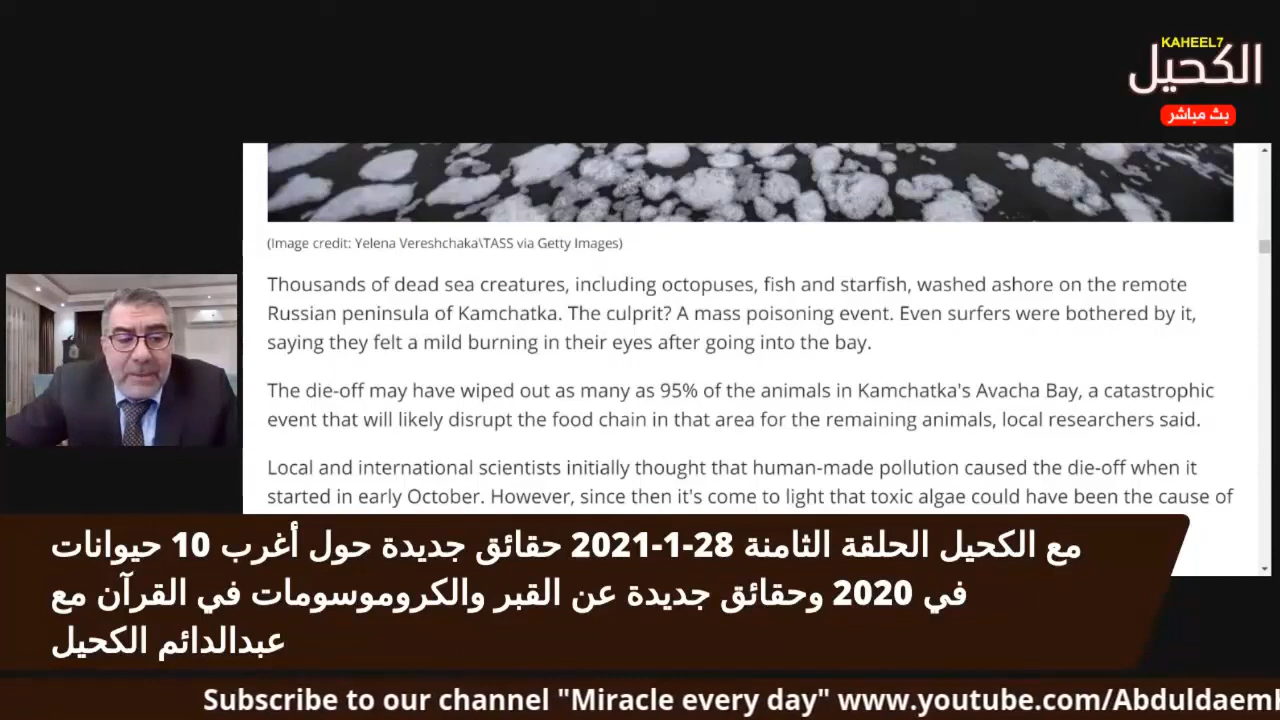 KAHEEL7
الكحيل
بث مباشر
(Image credit: Yelena Vereshchaka\TASS via Getty Images)
Thousands of dead sea creatures, including octopuses, fish and starfish, washed ashore on the remote
Russian peninsula of Kamchatka. The culprit? A mass poisoning event. Even surfers were bothered by it,
saying they felt a mild burning in their eyes after going into the bay.
The die-off may have wiped out as many as 95% of the animals in Kamchatka's Avacha Bay, a catastrophic
event that will likely disrupt the food chain in that area for the remaining animals, local researchers said.
Local and international scientists initially thought that human-made pollution caused the die-off when it
started in early October. However, since then it's come to light that toxic algae could have been the cause of
مع الكحيل الحلقة الثامنة 28-1-2021 حقائق جديدة حول أغرب 10 حيوانات
في 2020 وحقائق جديدة عن القبر والكروموسومات في القرآن مع
عبدالدائم الكحيل
Subscribe to our channel "Miracle every day" www.youtube.com/Abduldaem